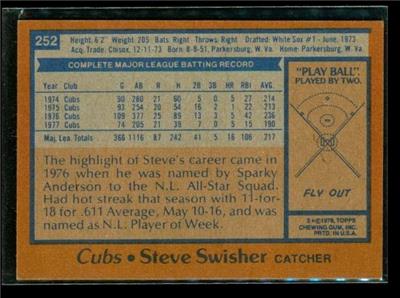 252
Height: 6'2" Weight: 205 Bats: Right Throws: Right Drafted: White Sox #1 - June, 1973
Acq: Trade, Chisox, 12-11-73 Born: 8-8-51, Parkersburg, W. Va. Home: Parkersburg, W. Va.
COMPLETE MAJOR LEAGUE BATTING RECORD
Year Club G AB R H 2B 3B HR RBI AVG
1974 Cubs 90 280 21 60 5 0 5 27 .214
1975 Cubs 93 254 20 54 16 2 1 22 .213
1976 Cubs 109 377 25 89 13 3 5 42 .236
1977 Cubs 74 205 21 39 7 0 5 15 .190
Maj. Lea. Totals 366 1116 87 242 41 5 16 106 .217
"PLAY BALL"
PLAYED BY TWO.
FLY OUT
The highlight of Steve's career came in
1976 when he was named by Sparky
Anderson to the N.L. All-Star Squad.
Had hot streak that season with 11-for-
18 for .611 Average, May 10-16, and was
named as N.L. Player of Week.
© 1978, TOPPS
CHEWING GUM, INC.
PRTD. IN U.S.A.
Cubs • Steve Swisher CATCHER